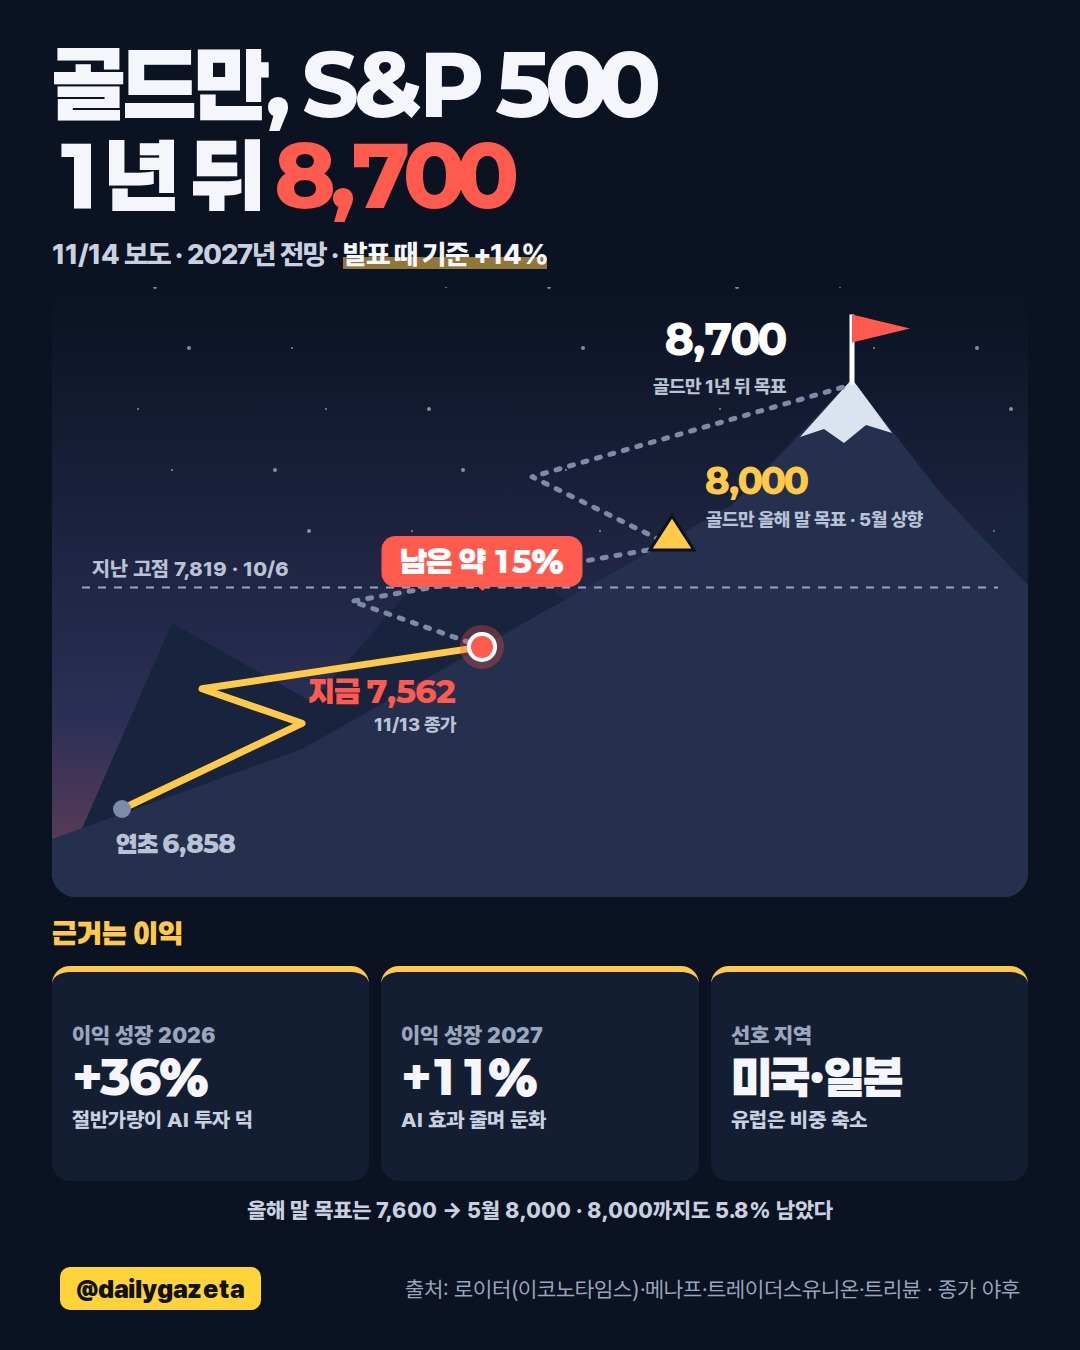 골드만, S&P 500
1년 뒤 8,700
11/14 보도 · 2027년 전망 · 발표 때 기준 +14%
8,700
골드만 1년 뒤 목표
8,000
골드만 올해 말 목표 · 5월 상향
남은 약 15%
지난 고점 7,819 · 10/6
지금 7,562
11/13 종가
연초 6,858
근거는 이익
이익 성장 2026
+36%
절반가량이 AI 투자 덕
이익 성장 2027
+11%
AI 효과 줄며 둔화
선호 지역
미국·일본
유럽은 비중 축소
올해 말 목표는 7,600 → 5월 8,000 · 8,000까지도 5.8% 남았다
@dailygazeta
출처: 로이터(이코노타임스)·메나프·트레이더스유니온·트리뷴 · 종가 야후